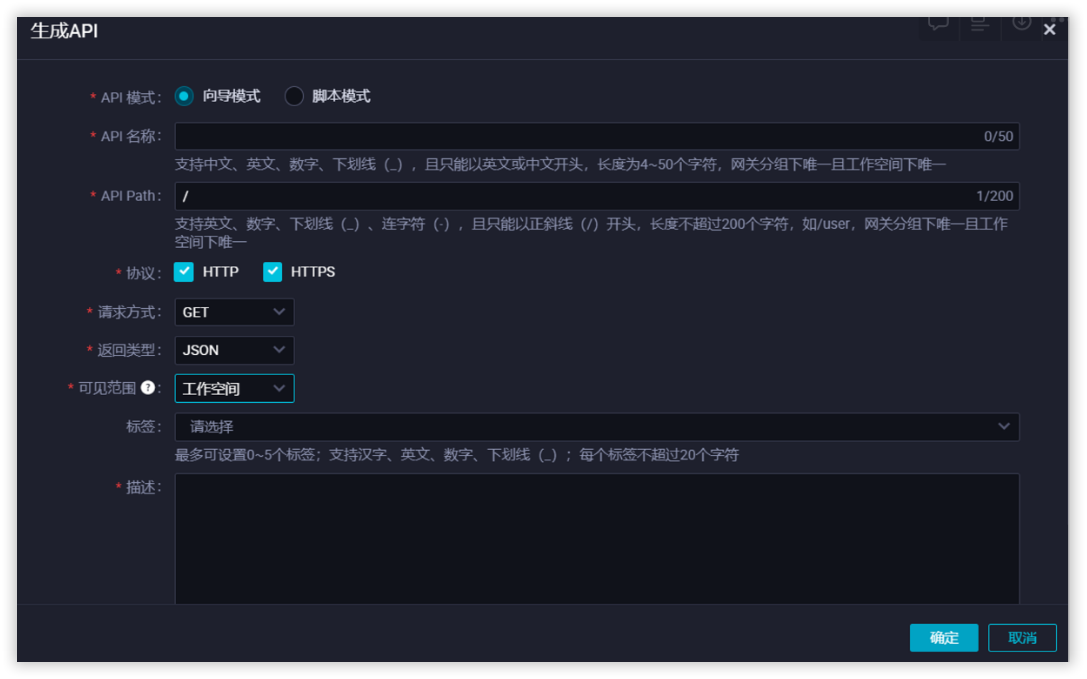 生成API
* API 模式： 向导模式 脚本模式
* API 名称： 0/50
支持中文、英文、数字、下划线（_），且只能以英文或中文开头，长度为4~50个字符，网关分组下唯一且工作空间下唯一
* API Path： / 1/200
支持英文、数字、下划线（_）、连字符（-），且只能以正斜线（/）开头，长度不超过200个字符，如/user，网关分组下唯一且工作
空间下唯一
* 协议： HTTP HTTPS
* 请求方式： GET
* 返回类型： JSON
* 可见范围 ?： 工作空间
标签： 请选择
最多可设置0~5个标签；支持汉字、英文、数字、下划线（_）；每个标签不超过20个字符
* 描述：
确定 取消